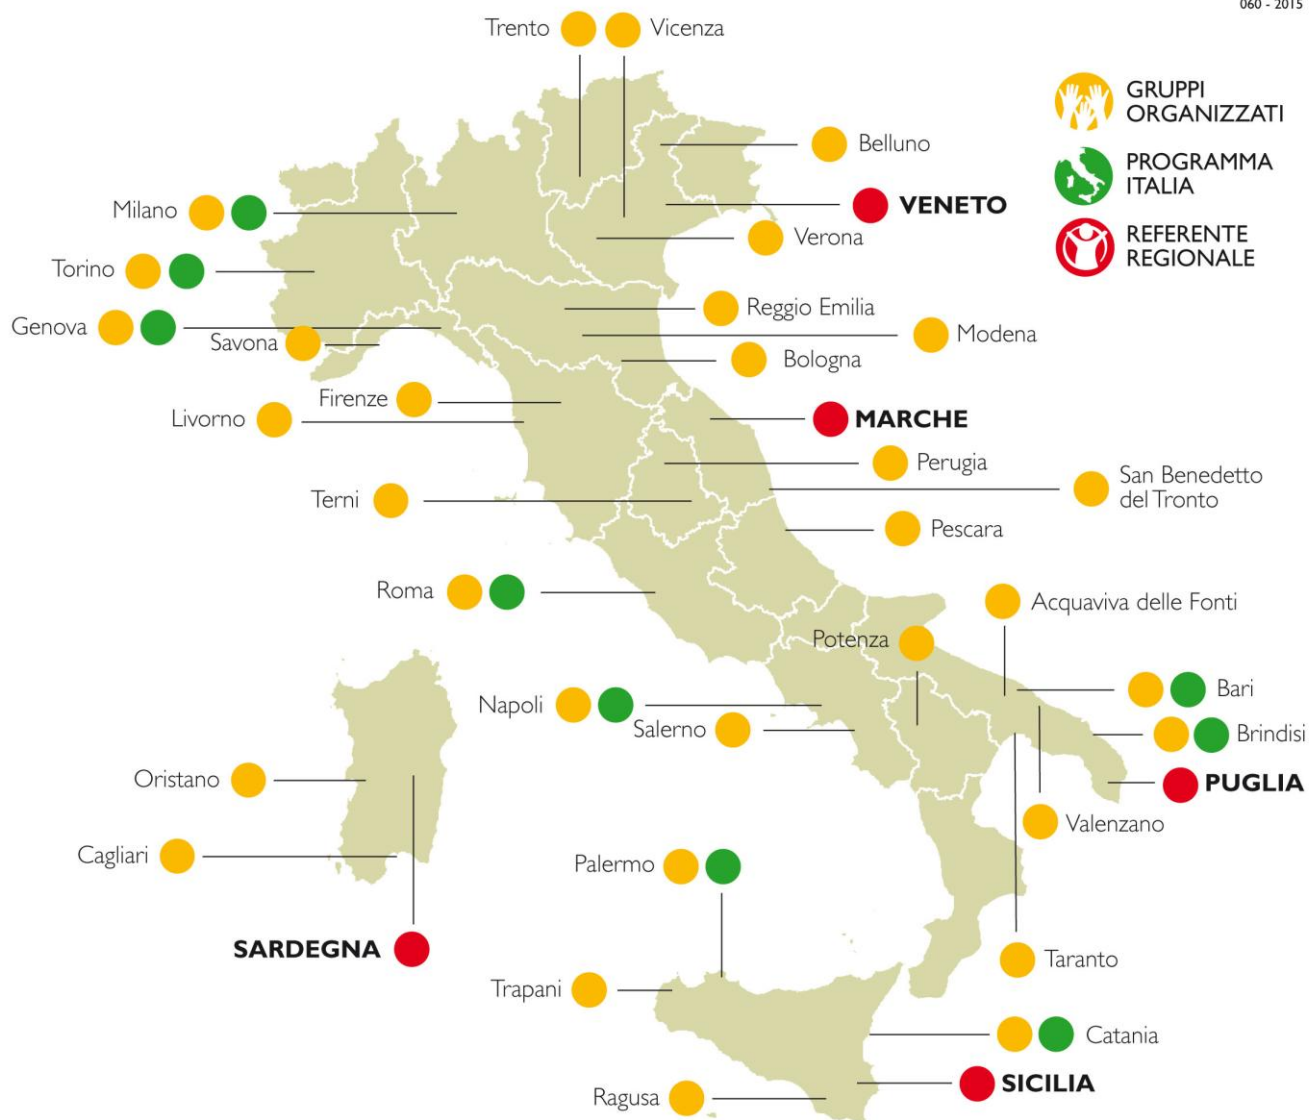 060 - 2015
Trento
Vicenza
GRUPPI
ORGANIZZATI
Belluno
PROGRAMMA
ITALIA
Milano
VENETO
Verona
REFERENTE
REGIONALE
Torino
Reggio Emilia
Genova
Savona
Modena
Bologna
Firenze
Livorno
MARCHE
Perugia
San Benedetto
del Tronto
Terni
Pescara
Roma
Acquaviva delle Fonti
Potenza
Bari
Napoli
Salerno
Brindisi
Oristano
PUGLIA
Valenzano
Cagliari
Palermo
SARDEGNA
Taranto
Trapani
Catania
SICILIA
Ragusa